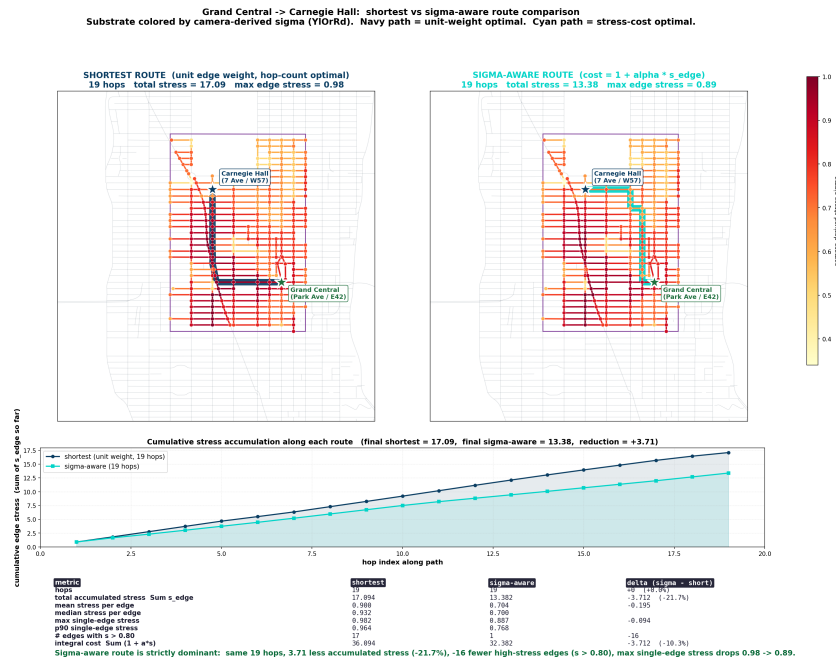 Grand Central -> Carnegie Hall:  shortest vs sigma-aware route comparison
Substrate colored by camera-derived sigma (YlOrRd).  Navy path = unit-weight optimal.  Cyan path = stress-cost optimal.
SHORTEST ROUTE  (unit edge weight, hop-count optimal)
19 hops   total stress = 17.09   max edge stress = 0.98
Carnegie Hall
(7 Ave / W57)
Grand Central
(Park Ave / E42)
SIGMA-AWARE ROUTE  (cost = 1 + alpha * s_edge)
19 hops   total stress = 13.38   max edge stress = 0.89
Carnegie Hall
(7 Ave / W57)
Grand Central
(Park Ave / E42)
1.0
0.9
0.8
0.7
0.6
0.5
0.4
Cumulative stress accumulation along each route   (final shortest = 17.09,  final sigma-aware = 13.38,  reduction = +3.71)
cumulative edge stress  (sum of s_edge so far)
17.5
15.0
12.5
10.0
7.5
5.0
2.5
0.0
shortest (unit weight, 19 hops)
sigma-aware (19 hops)
0.0 2.5 5.0 7.5 10.0 12.5 15.0 17.5 20.0
hop index along path
metric shortest sigma-aware delta (sigma - short)
hops 19 19 +0  (+0.0%)
total accumulated stress  Sum s_edge 17.094 13.382 -3.712  (-21.7%)
mean stress per edge 0.900 0.704 -0.195
median stress per edge 0.932 0.700
max single-edge stress 0.982 0.887 -0.094
p90 single-edge stress 0.964 0.768
# edges with s > 0.80 17 1 -16
integral cost  Sum (1 + a*s) 36.094 32.382 -3.712  (-10.3%)
Sigma-aware route is strictly dominant:  same 19 hops, 3.71 less accumulated stress (-21.7%), -16 fewer high-stress edges (s > 0.80), max single-edge stress drops 0.98 -> 0.89.